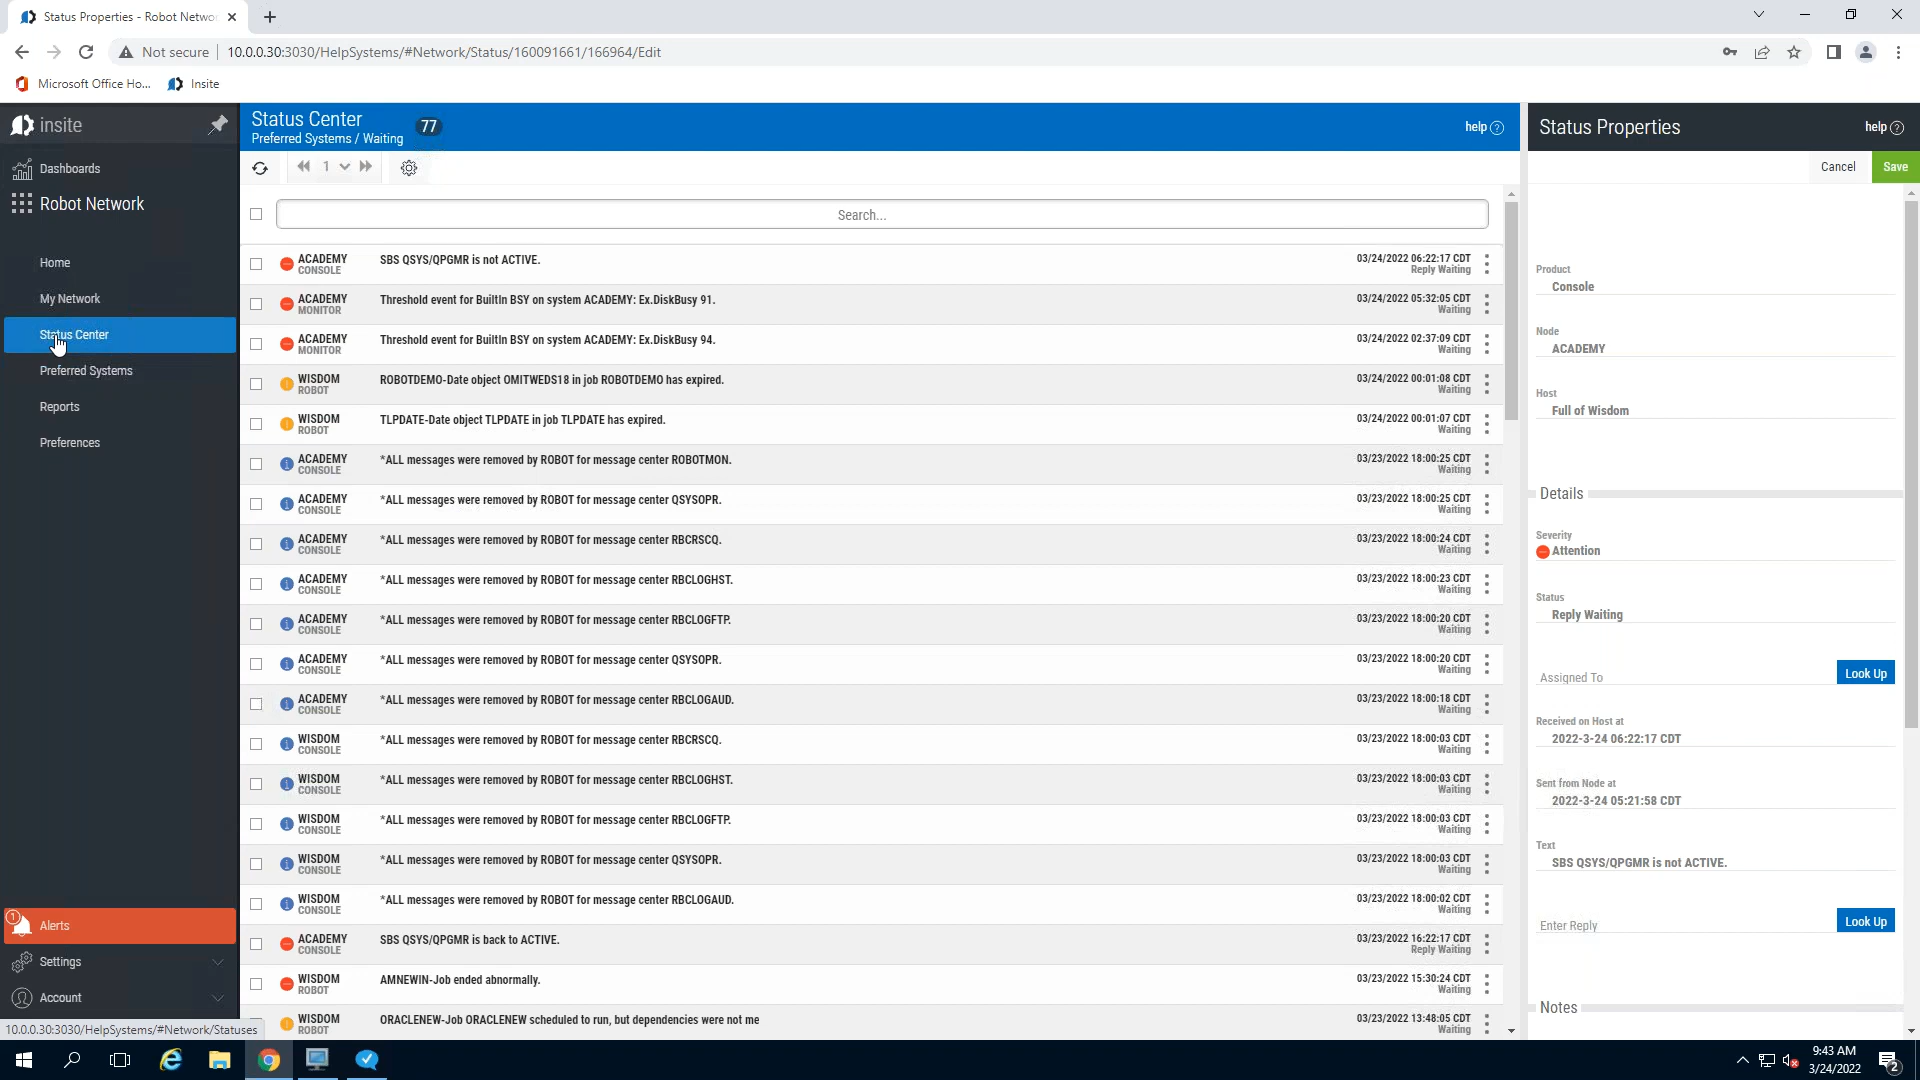 Status Properties - Robot Netwo
Not secure
10.0.0.30:3030/HelpSystems/#Network/Status/160091661/166964/Edit
Microsoft Office Ho...
Insite
insite
Dashboards
Robot Network
Home
My Network
Status Center
Preferred Systems
Reports
Preferences
1
Alerts
Settings
Account
10.0.0.30:3030/HelpSystems/#Network/Statuses
Status Center
77
Preferred Systems / Waiting
help ?
1
Search...
ACADEMY SBS QSYS/QPGMR is not ACTIVE. 03/24/2022 06:22:17 CDT
CONSOLE Reply Waiting
ACADEMY Threshold event for BuiltIn BSY on system ACADEMY: Ex.DiskBusy 91. 03/24/2022 05:32:05 CDT
MONITOR Waiting
ACADEMY Threshold event for BuiltIn BSY on system ACADEMY: Ex.DiskBusy 94. 03/24/2022 02:37:09 CDT
MONITOR Waiting
WISDOM ROBOTDEMO-Date object OMITWEDS18 in job ROBOTDEMO has expired. 03/24/2022 00:01:08 CDT
ROBOT Waiting
WISDOM TLPDATE-Date object TLPDATE in job TLPDATE has expired. 03/24/2022 00:01:07 CDT
ROBOT Waiting
ACADEMY *ALL messages were removed by ROBOT for message center ROBOTMON. 03/23/2022 18:00:25 CDT
CONSOLE Waiting
ACADEMY *ALL messages were removed by ROBOT for message center QSYSOPR. 03/23/2022 18:00:25 CDT
CONSOLE Waiting
ACADEMY *ALL messages were removed by ROBOT for message center RBCRSCQ. 03/23/2022 18:00:24 CDT
CONSOLE Waiting
ACADEMY *ALL messages were removed by ROBOT for message center RBCLOGHST. 03/23/2022 18:00:23 CDT
CONSOLE Waiting
ACADEMY *ALL messages were removed by ROBOT for message center RBCLOGFTP. 03/23/2022 18:00:20 CDT
CONSOLE Waiting
ACADEMY *ALL messages were removed by ROBOT for message center QSYSOPR. 03/23/2022 18:00:20 CDT
CONSOLE Waiting
ACADEMY *ALL messages were removed by ROBOT for message center RBCLOGAUD. 03/23/2022 18:00:18 CDT
CONSOLE Waiting
WISDOM *ALL messages were removed by ROBOT for message center RBCRSCQ. 03/23/2022 18:00:03 CDT
CONSOLE Waiting
WISDOM *ALL messages were removed by ROBOT for message center RBCLOGHST. 03/23/2022 18:00:03 CDT
CONSOLE Waiting
WISDOM *ALL messages were removed by ROBOT for message center RBCLOGFTP. 03/23/2022 18:00:03 CDT
CONSOLE Waiting
WISDOM *ALL messages were removed by ROBOT for message center QSYSOPR. 03/23/2022 18:00:03 CDT
CONSOLE Waiting
WISDOM *ALL messages were removed by ROBOT for message center RBCLOGAUD. 03/23/2022 18:00:02 CDT
CONSOLE Waiting
ACADEMY SBS QSYS/QPGMR is back to ACTIVE. 03/23/2022 16:22:17 CDT
CONSOLE Reply Waiting
WISDOM AMNEWIN-Job ended abnormally. 03/23/2022 15:30:24 CDT
ROBOT Waiting
WISDOM ORACLENEW-Job ORACLENEW scheduled to run, but dependencies were not me 03/23/2022 13:48:05 CDT
ROBOT Waiting
Status Properties
help ?
Cancel
Save
Product
Console
Node
ACADEMY
Host
Full of Wisdom
Details
Severity
Attention
Status
Reply Waiting
Assigned To
Look Up
Received on Host at
2022-3-24 06:22:17 CDT
Sent from Node at
2022-3-24 05:21:58 CDT
Text
SBS QSYS/QPGMR is not ACTIVE.
Enter Reply
Look Up
Notes
9:43 AM
3/24/2022
2